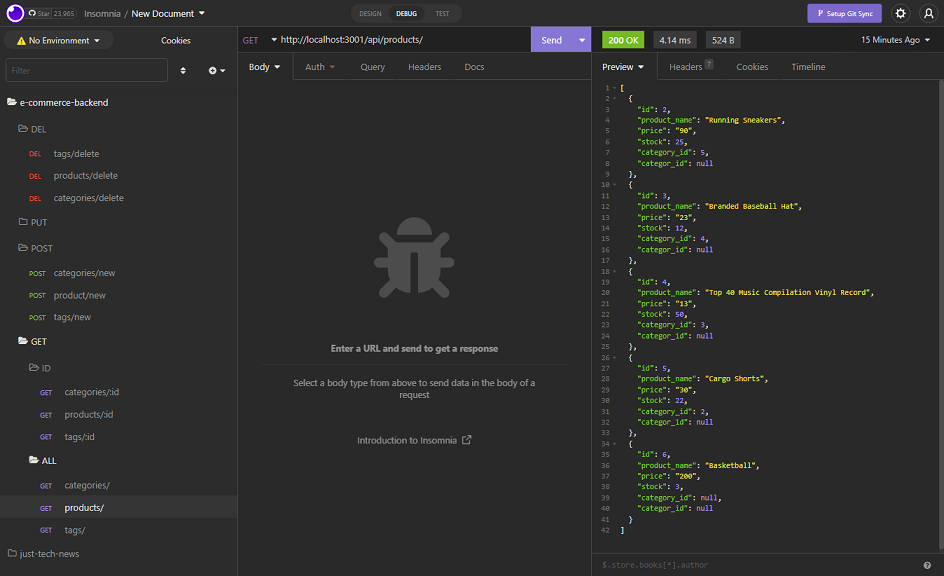 Star 23,965 Insomnia / New Document
DESIGN DEBUG TEST
Setup Git Sync
No Environment Cookies
Filter
e-commerce-backend
DEL
DEL tags/delete
DEL products/delete
DEL categories/delete
PUT
POST
POST categories/new
POST product/new
POST tags/new
GET
ID
GET categories/:id
GET products/:id
GET tags/:id
ALL
GET categories/
GET products/
GET tags/
just-tech-news
GET http://localhost:3001/api/products/ Send
Body Auth Query Headers Docs
Enter a URL and send to get a response
Select a body type from above to send data in the body of a
request
Introduction to Insomnia
200 OK 4.14 ms 524 B 15 Minutes Ago
Preview Headers 7 Cookies Timeline
1 [
2 {
3 "id": 2,
4 "product_name": "Running Sneakers",
5 "price": "90",
6 "stock": 25,
7 "category_id": 5,
8 "categor_id": null
9 },
10 {
11 "id": 3,
12 "product_name": "Branded Baseball Hat",
13 "price": "23",
14 "stock": 12,
15 "category_id": 4,
16 "categor_id": null
17 },
18 {
19 "id": 4,
20 "product_name": "Top 40 Music Compilation Vinyl Record",
21 "price": "13",
22 "stock": 50,
23 "category_id": 3,
24 "categor_id": null
25 },
26 {
27 "id": 5,
28 "product_name": "Cargo Shorts",
29 "price": "30",
30 "stock": 22,
31 "category_id": 2,
32 "categor_id": null
33 },
34 {
35 "id": 6,
36 "product_name": "Basketball",
37 "price": "200",
38 "stock": 3,
39 "category_id": null,
40 "categor_id": null
41 }
42 ]
$.store.books[*].author